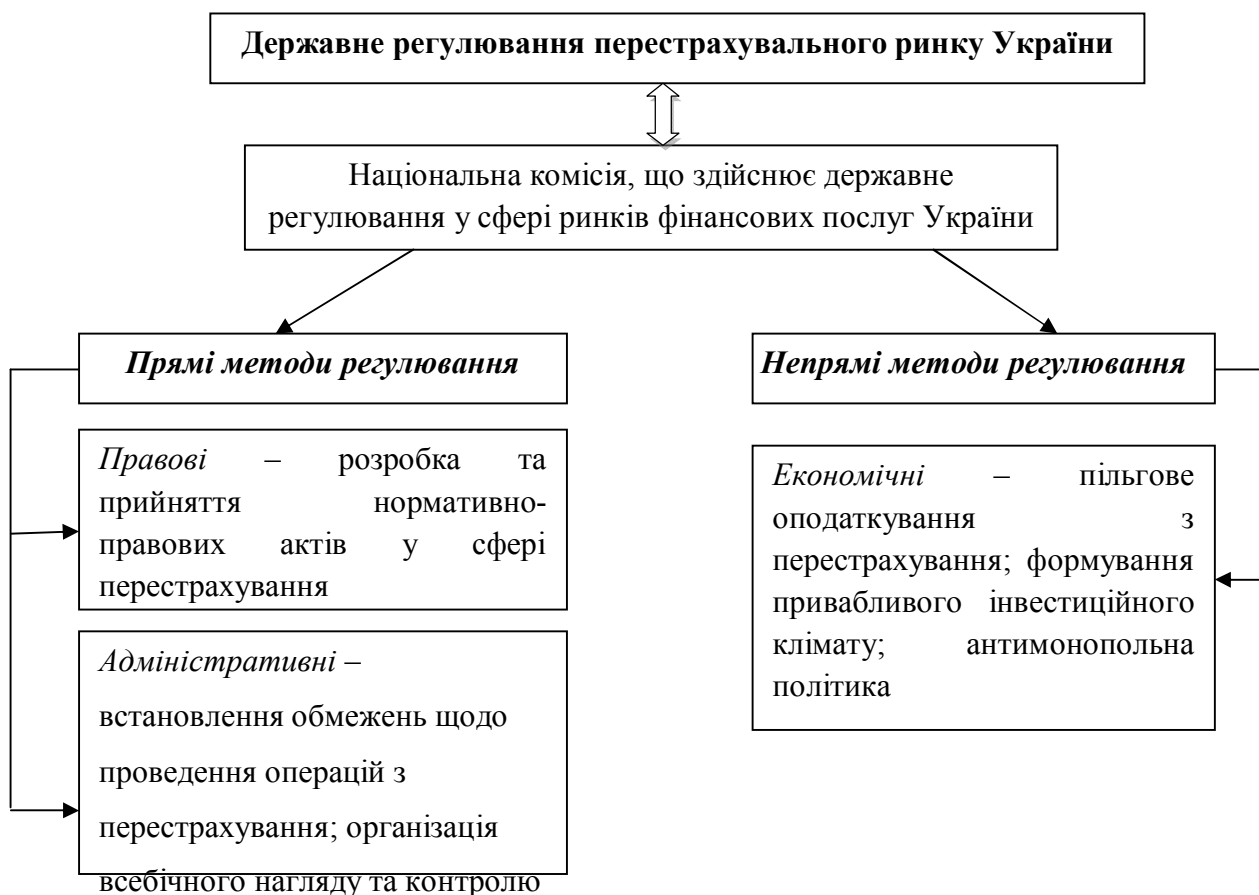 Державне регулювання перестрахувального ринку України
Національна комісія, що здійснює державне
регулювання у сфері ринків фінансових послуг України
Прямі методи регулювання
Правові – розробка та
прийняття нормативно-
правових актів у сфері
перестрахування
Адміністративні –
встановлення обмежень щодо
проведення операцій з
перестрахування; організація
всебічного нагляду та контролю
Непрямі методи регулювання
Економічні – пільгове
оподаткування з
перестрахування; формування
привабливого інвестиційного
клімату; антимонопольна
політика